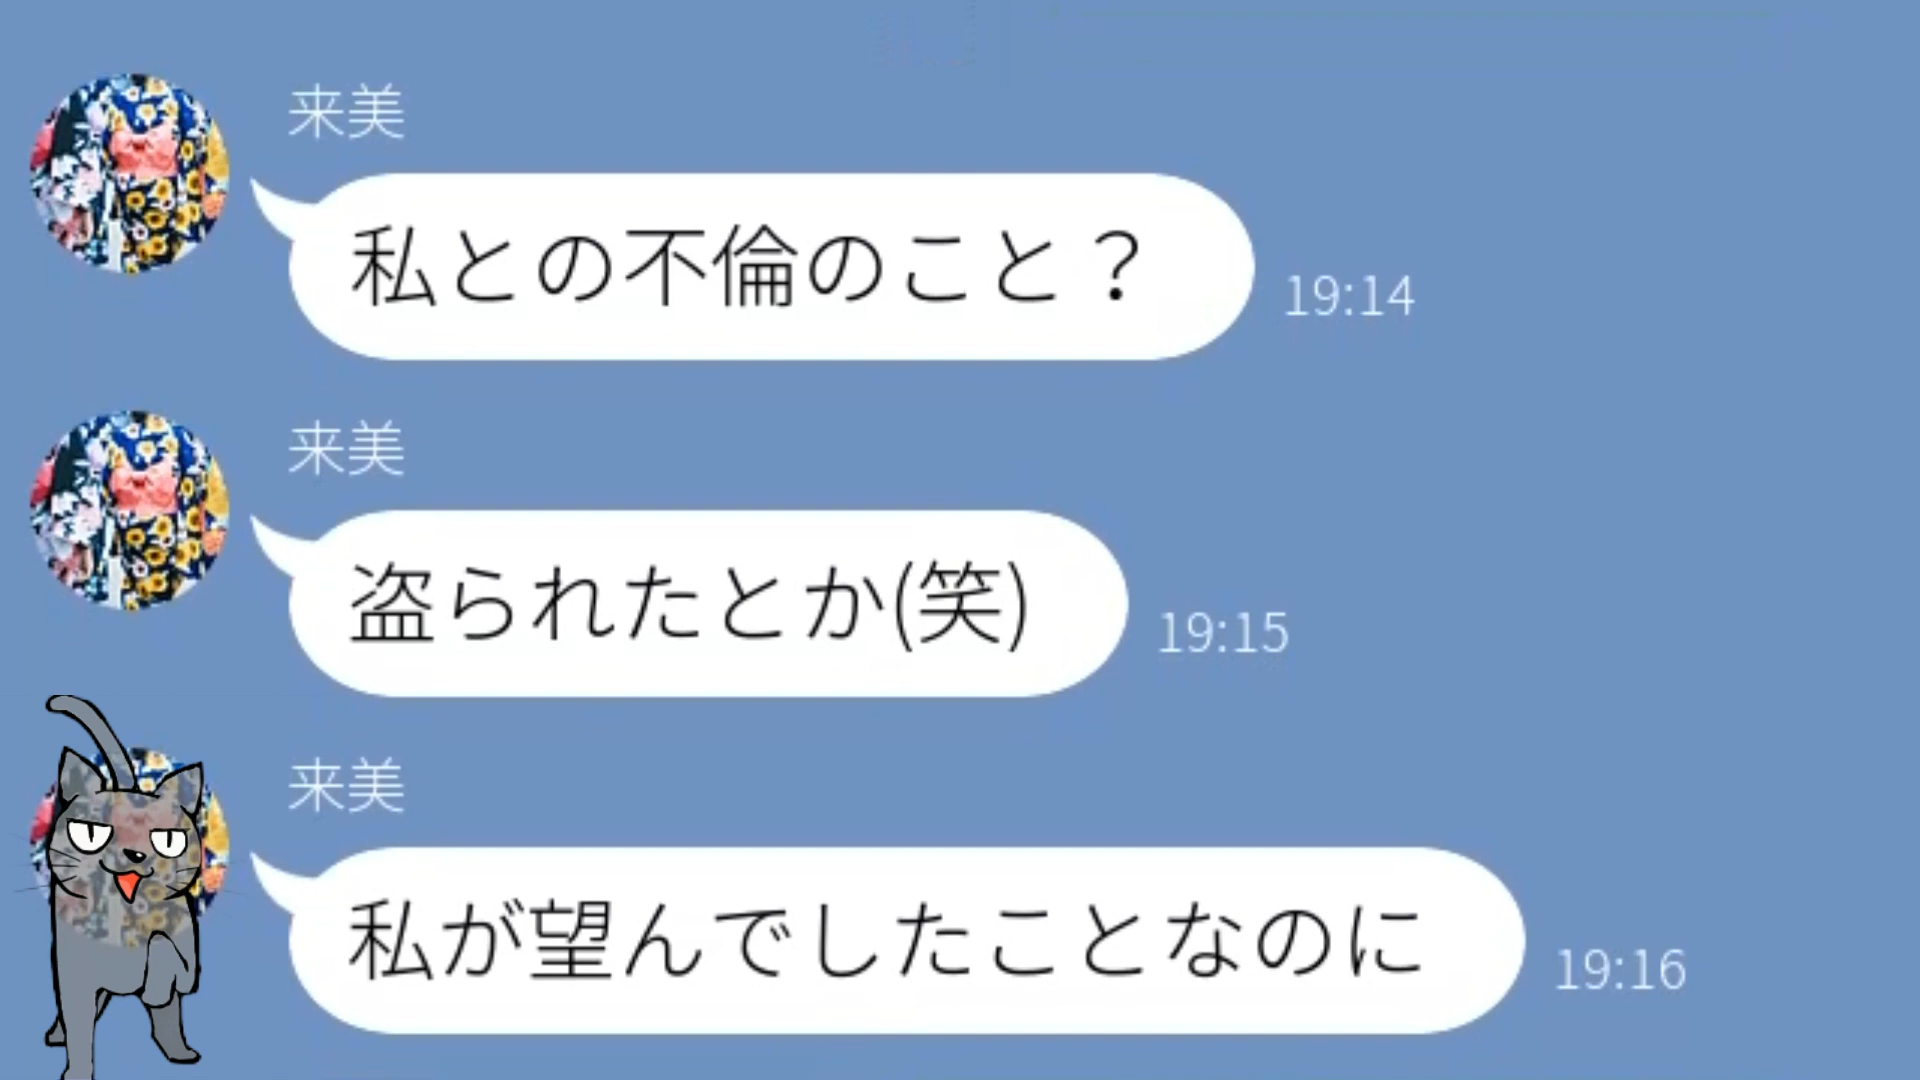 来美
私との不倫のこと？
19:14
来美
盗られたとか(笑)
19:15
来美
私が望んでしたことなのに
19:16